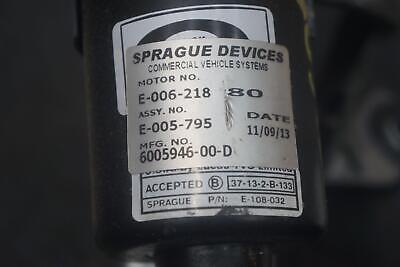 SPRAGUE DEVICES
COMMERCIAL VEHICLE SYSTEMS
MOTOR NO.
E-006-218 80
ASSY. NO. DATE
E-005-795 11/09/13
MFG. NO.
6005946-00-D
ACCEPTED B 37-13-2-B-133
SPRAGUE P/N: E-108-032